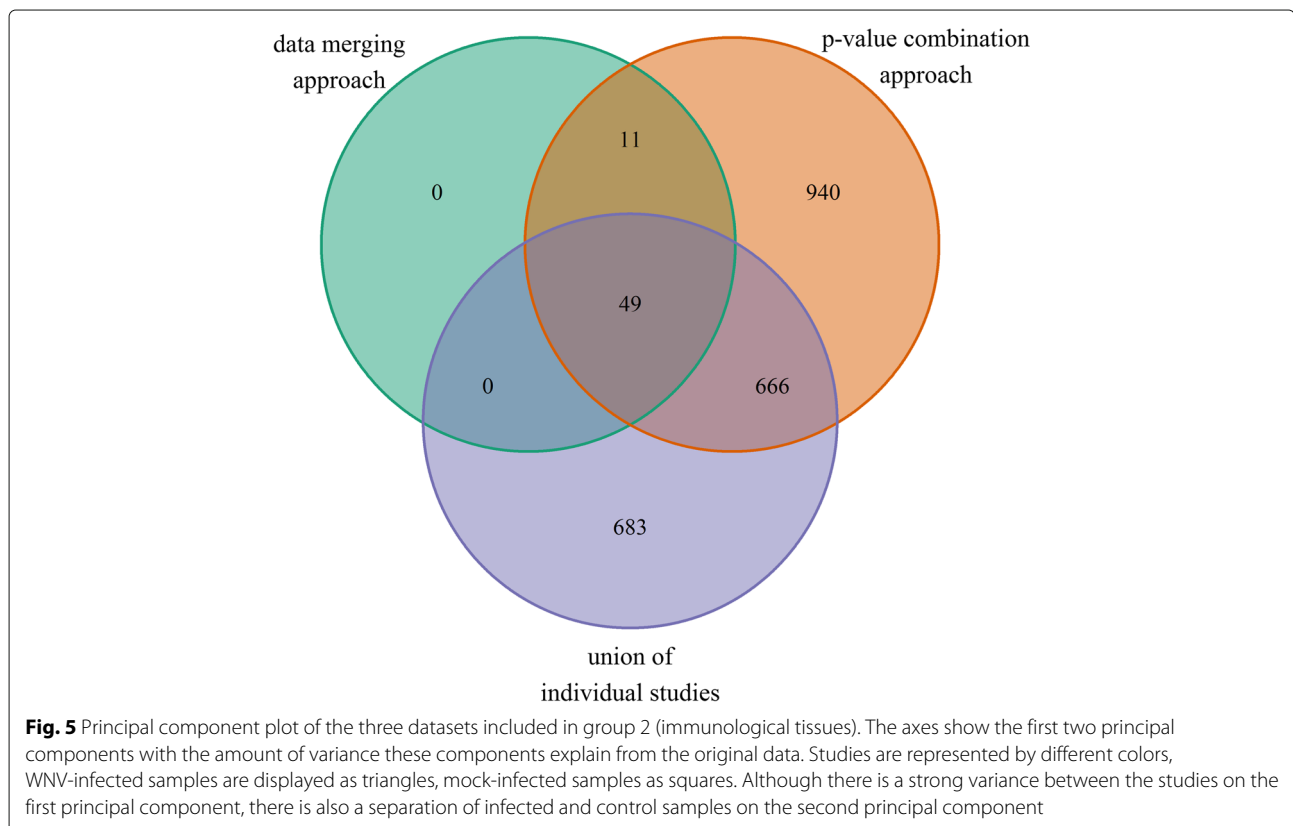 data merging
approach
p-value combination
approach
11
0
940
49
0
666
683
union of
individual studies
Fig. 5 Principal component plot of the three datasets included in group 2 (immunological tissues). The axes show the first two principal
components with the amount of variance these components explain from the original data. Studies are represented by different colors,
WNV-infected samples are displayed as triangles, mock-infected samples as squares. Although there is a strong variance between the studies on the
first principal component, there is also a separation of infected and control samples on the second principal component